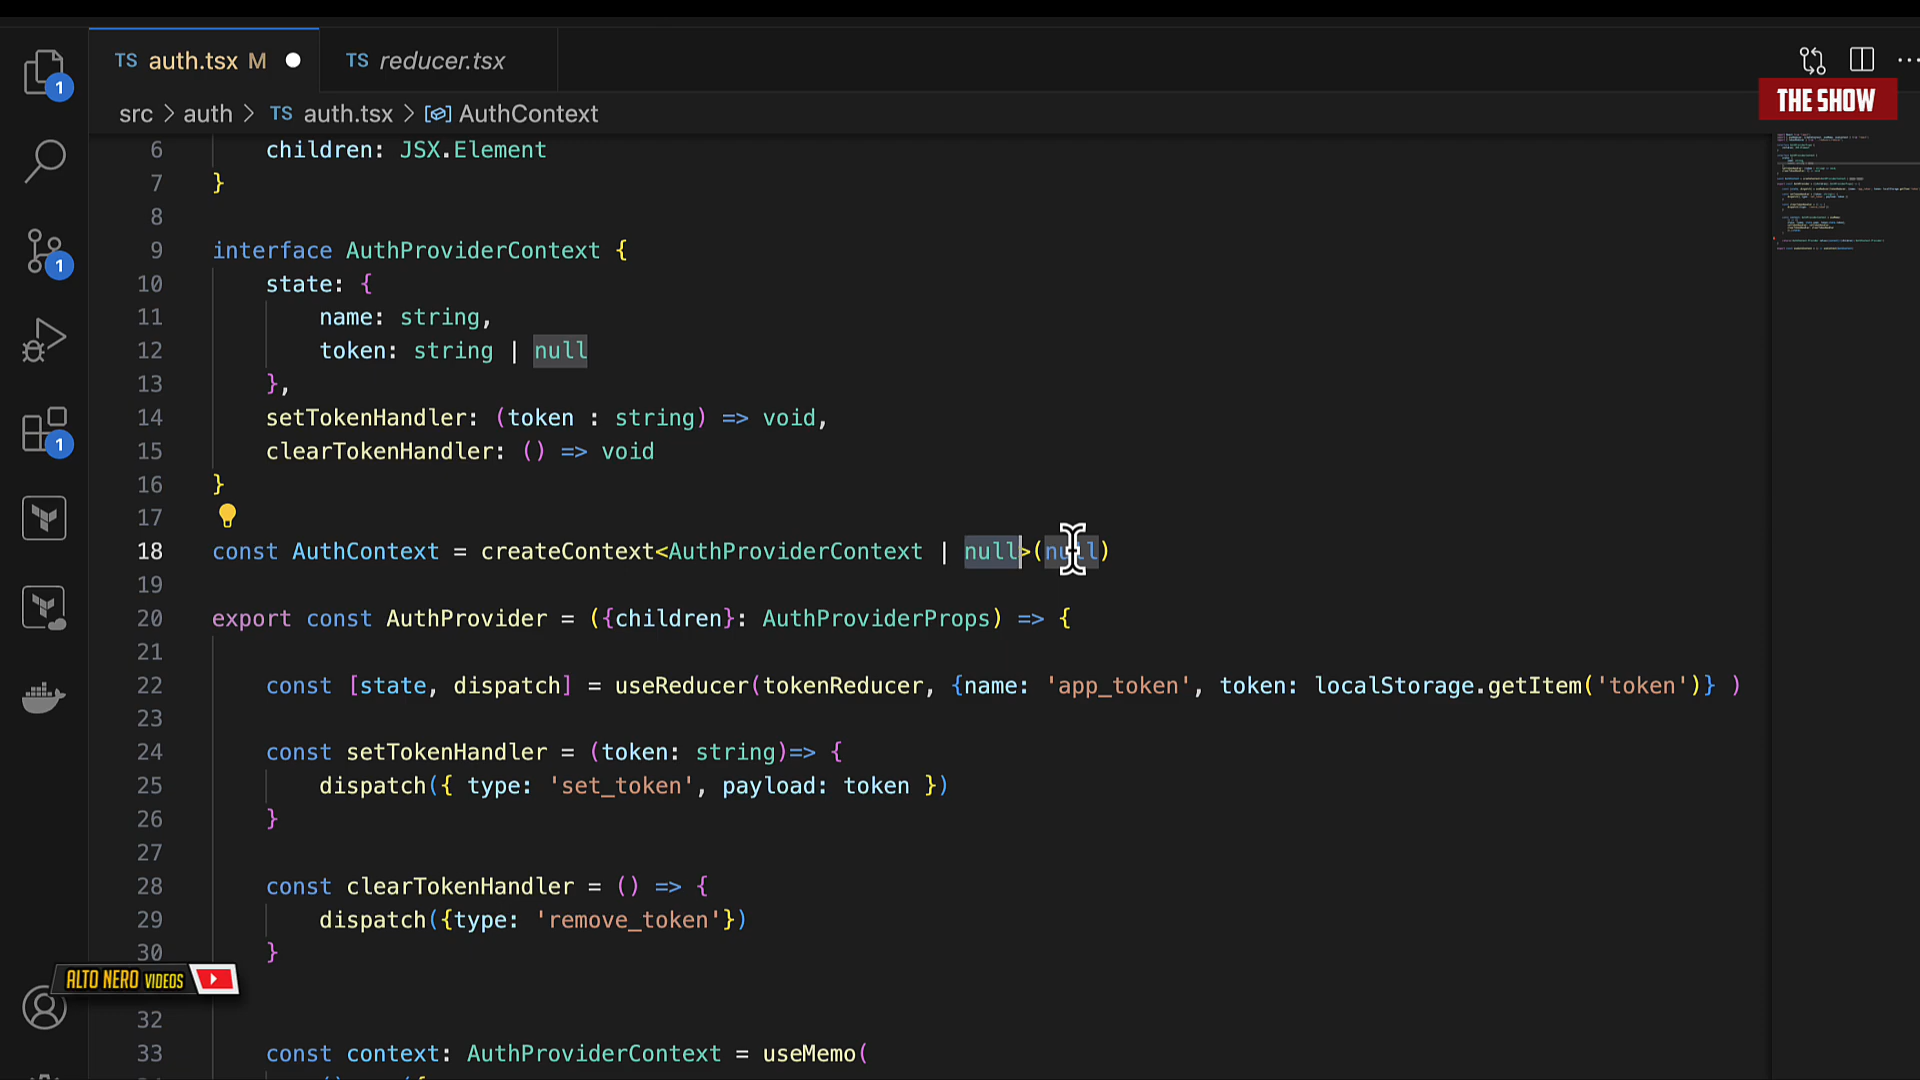 TS auth.tsx M
TS reducer.tsx
THE SHOW
src > auth > TS auth.tsx > AuthContext
1
1
1
6 children: JSX.Element
7 }
8
9 interface AuthProviderContext {
10 state: {
11 name: string,
12 token: string | null
13 },
14 setTokenHandler: (token : string) => void,
15 clearTokenHandler: () => void
16 }
17
18 const AuthContext = createContext<AuthProviderContext | null>(null)
19
20 export const AuthProvider = ({children}: AuthProviderProps) => {
21
22 const [state, dispatch] = useReducer(tokenReducer, {name: 'app_token', token: localStorage.getItem('token')} )
23
24 const setTokenHandler = (token: string)=> {
25 dispatch({ type: 'set_token', payload: token })
26 }
27
28 const clearTokenHandler = () => {
29 dispatch({type: 'remove_token'})
30 }
ALTO NERO VIDEOS
32
33 const context: AuthProviderContext = useMemo(